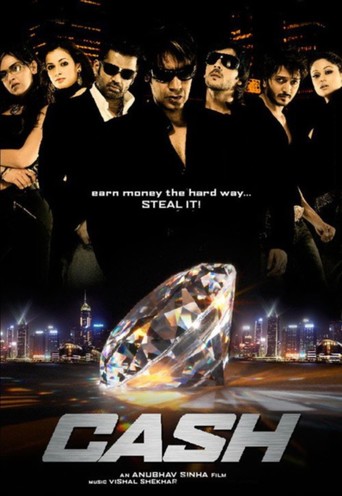 earn money the hard way...
STEAL IT!
CASH
AN ANUBHAV SINHA FILM
MUSIC VISHAL SHEKHAR